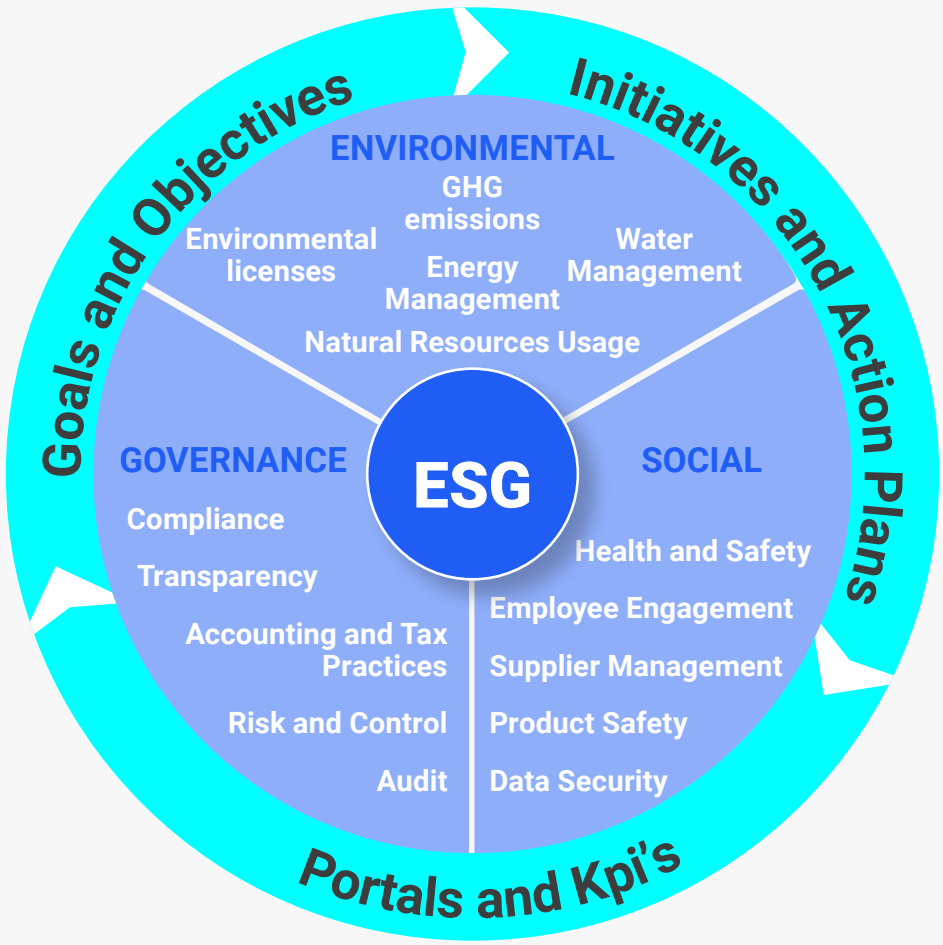 Goals and Objectives
Initiatives and Action Plans
ENVIRONMENTAL
GHG
emissions
Environmental
licenses
Energy
Management
Water
Management
Natural Resources Usage
ESG
GOVERNANCE
Compliance
Transparency
Accounting and Tax
Practices
Risk and Control
Audit
SOCIAL
Health and Safety
Employee Engagement
Supplier Management
Product Safety
Data Security
Portals and Kpi's